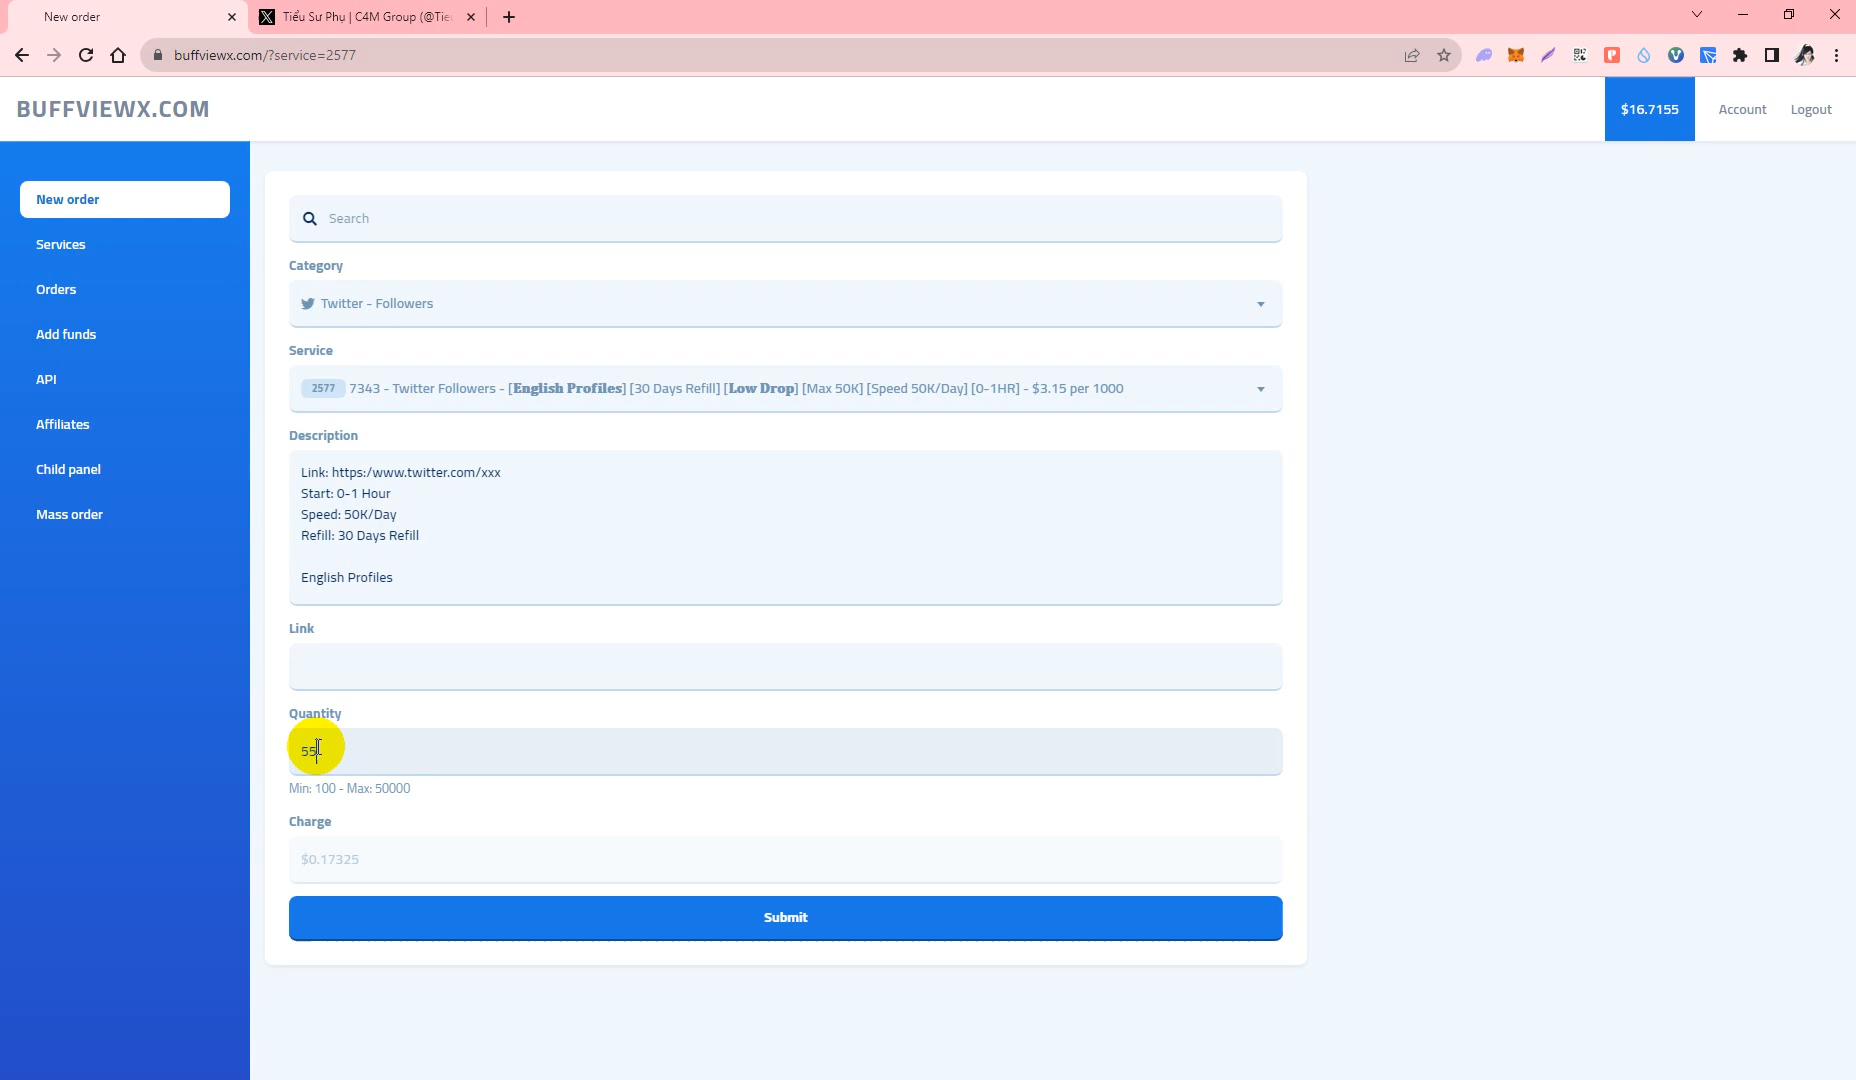 New order
Tiểu Sư Phụ | C4M Group (@Tiể
buffviewx.com/?service=2577
BUFFVIEWX.COM
$16.7155
Account
Logout
New order
Services
Orders
Add funds
API
Affiliates
Child panel
Mass order
Search
Category
Twitter - Followers
Service
2577 7343 - Twitter Followers - [English Profiles] [30 Days Refill] [Low Drop] [Max 50K] [Speed 50K/Day] [0-1HR] - $3.15 per 1000
Description
Link: https:/www.twitter.com/xxx
Start: 0-1 Hour
Speed: 50K/Day
Refill: 30 Days Refill
English Profiles
Link
Quantity
55
Min: 100 - Max: 50000
Charge
$0.17325
Submit